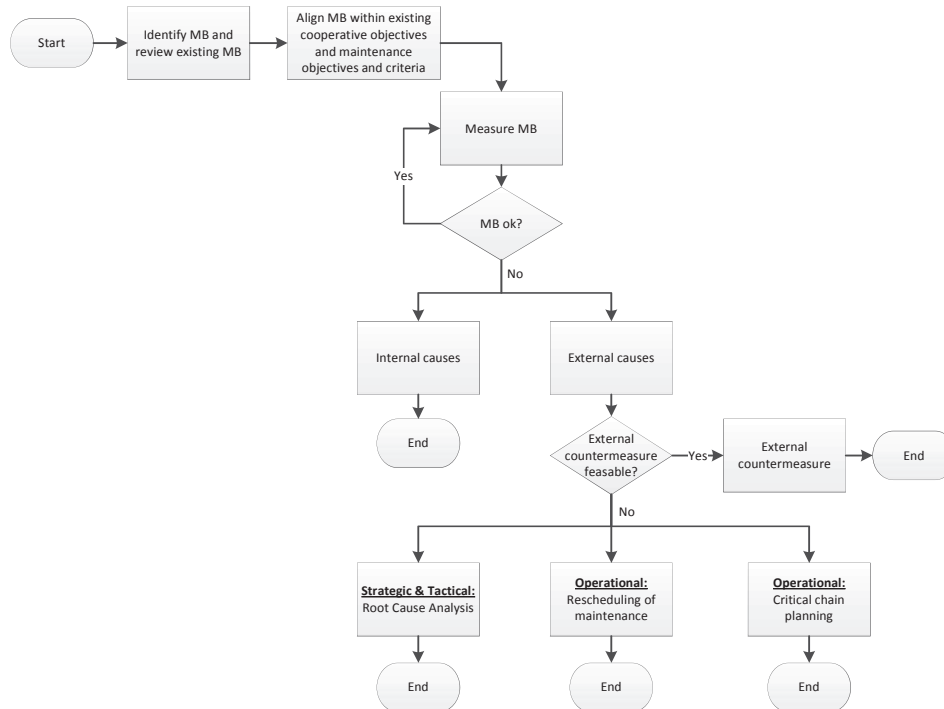 Start
Identify MB and
review existing MB
Align MB within existing
cooperative objectives
and maintenance
objectives and criteria
Measure MB
Yes
MB ok?
No
Internal causes
External causes
End
External
countermeasure
feasable?
Yes
External
countermeasure
End
No
Strategic & Tactical:
Root Cause Analysis
Operational:
Rescheduling of
maintenance
Operational:
Critical chain
planning
End
End
End